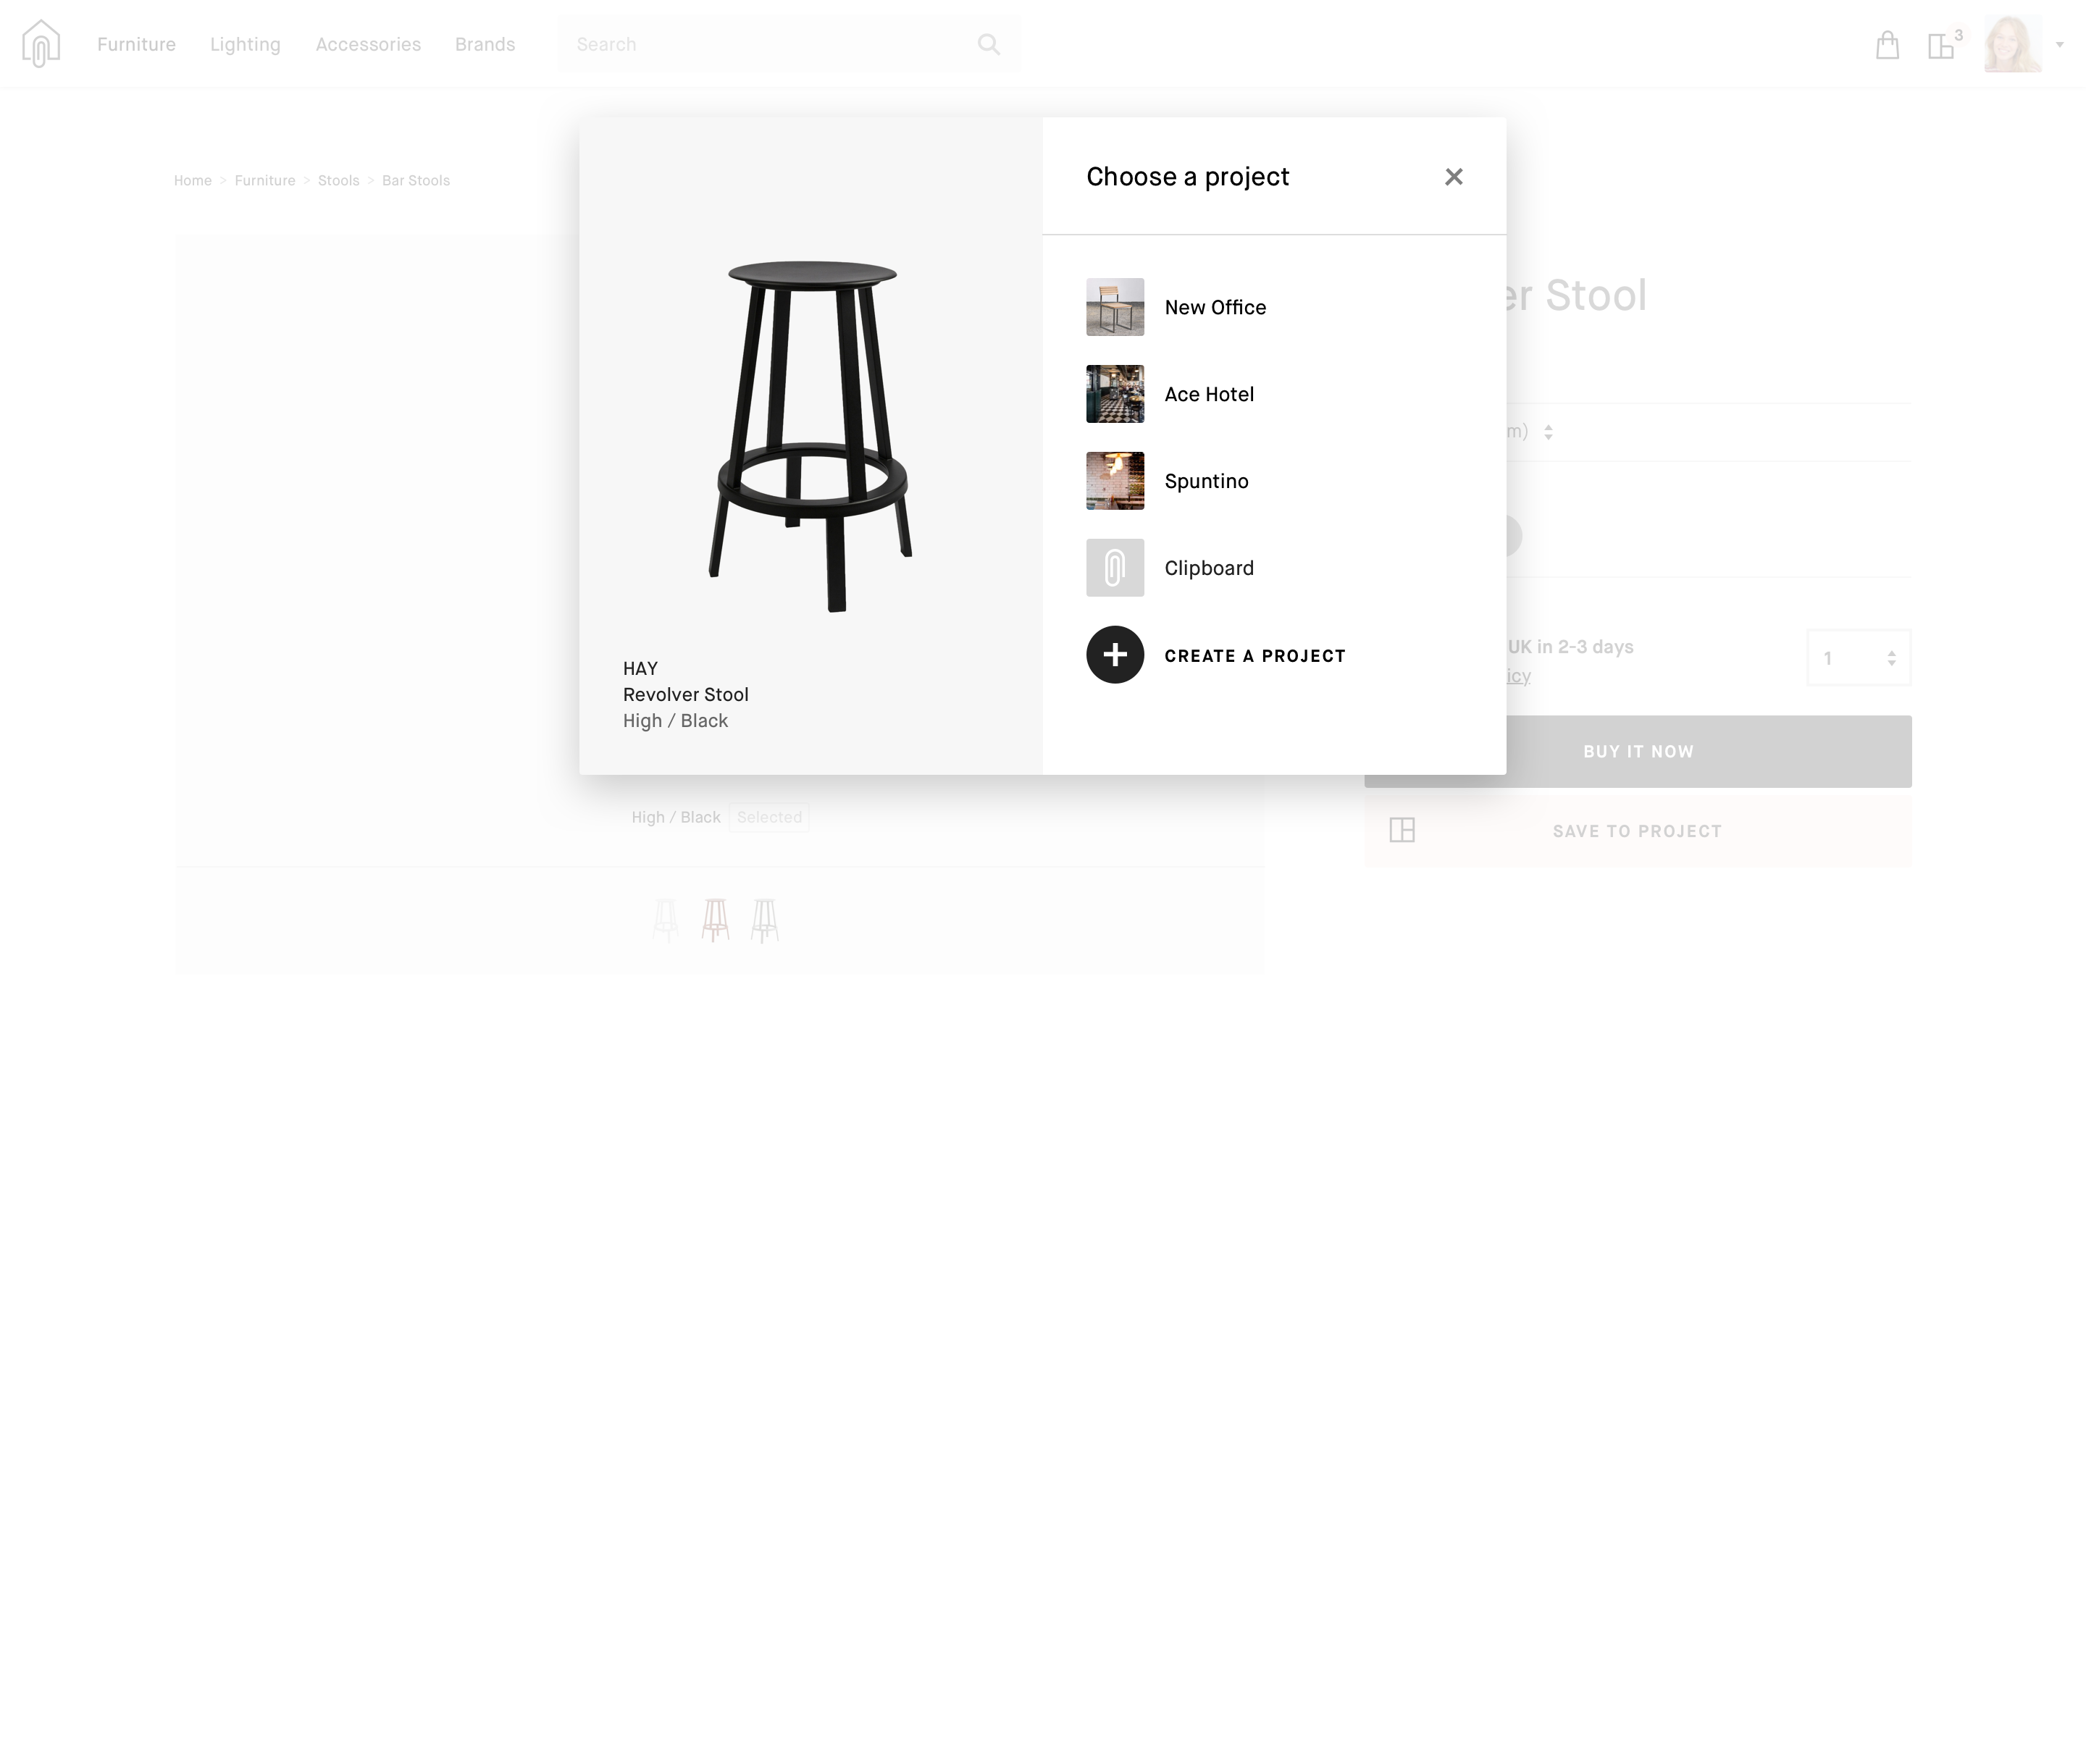 Furniture Lighting Accessories Brands Search 3
Home > Furniture > Stools > Bar Stools
Choose a project
New Office
Ace Hotel
Spuntino
Clipboard
CREATE A PROJECT
HAY
Revolver Stool
High / Black
Stool
m)
UK in 2-3 days
1
BUY IT NOW
High / Black Selected
SAVE TO PROJECT